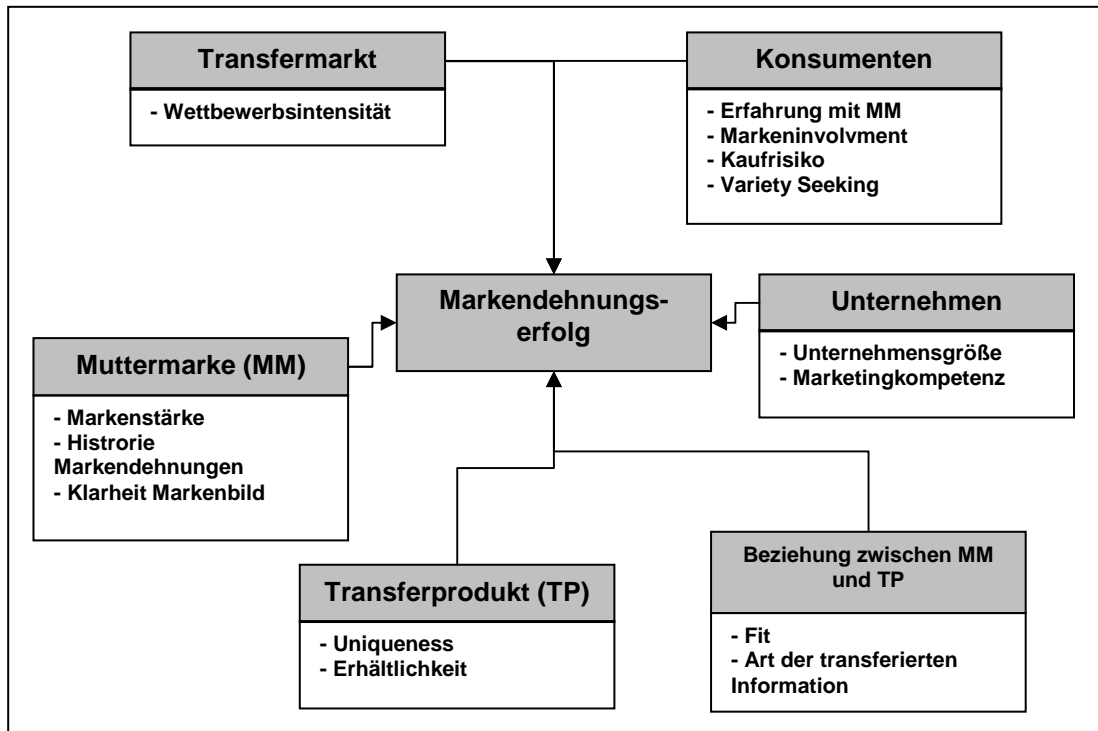 Transfermarkt
- Wettbewerbsintensität
Konsumenten
- Erfahrung mit MM
- Markeninvolvment
- Kaufrisiko
- Variety Seeking
Markendehnungs-
erfolg
Unternehmen
- Unternehmensgröße
- Marketingkompetenz
Muttermarke (MM)
- Markenstärke
- Histrorie
Markendehnungen
- Klarheit Markenbild
Transferprodukt (TP)
- Uniqueness
- Erhältlichkeit
Beziehung zwischen MM
und TP
- Fit
- Art der transferierten
Information